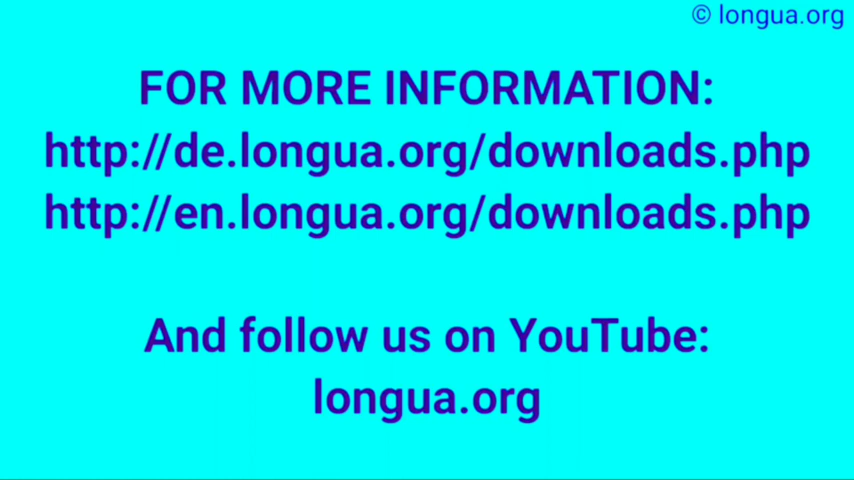 © longua.org
FOR MORE INFORMATION:
http://de.longua.org/downloads.php
http://en.longua.org/downloads.php
And follow us on YouTube:
longua.org